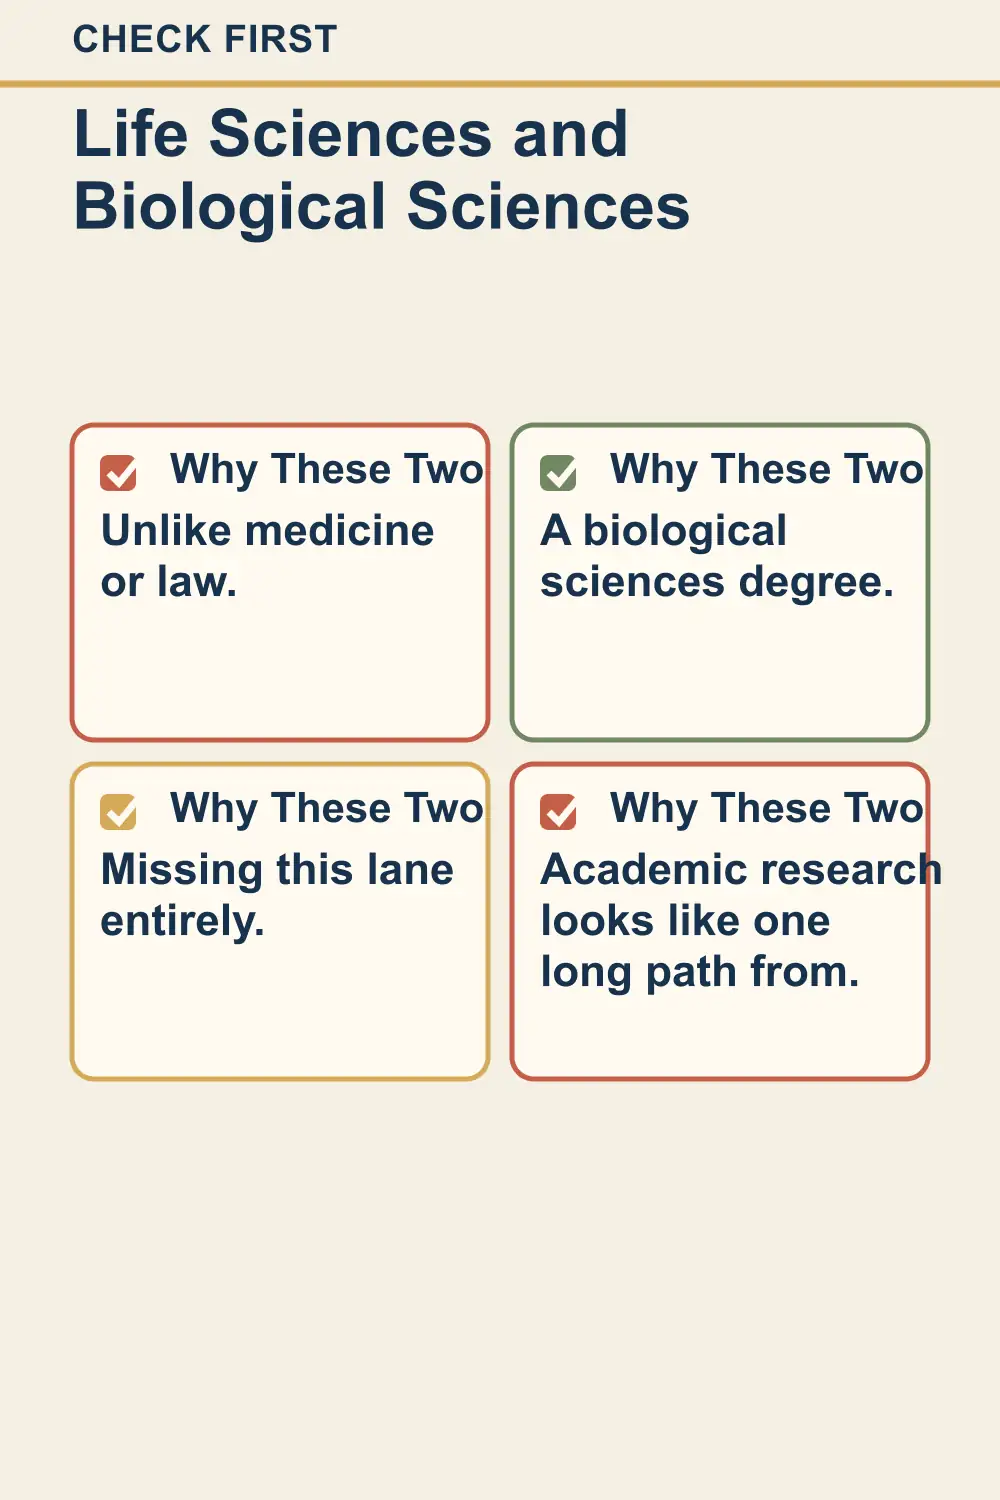 CHECK FIRST
Life Sciences and
Biological Sciences
Why These Two
Unlike medicine
or law.
Why These Two
A biological
sciences degree.
Why These Two
Missing this lane
entirely.
Why These Two
Academic research
looks like one
long path from.